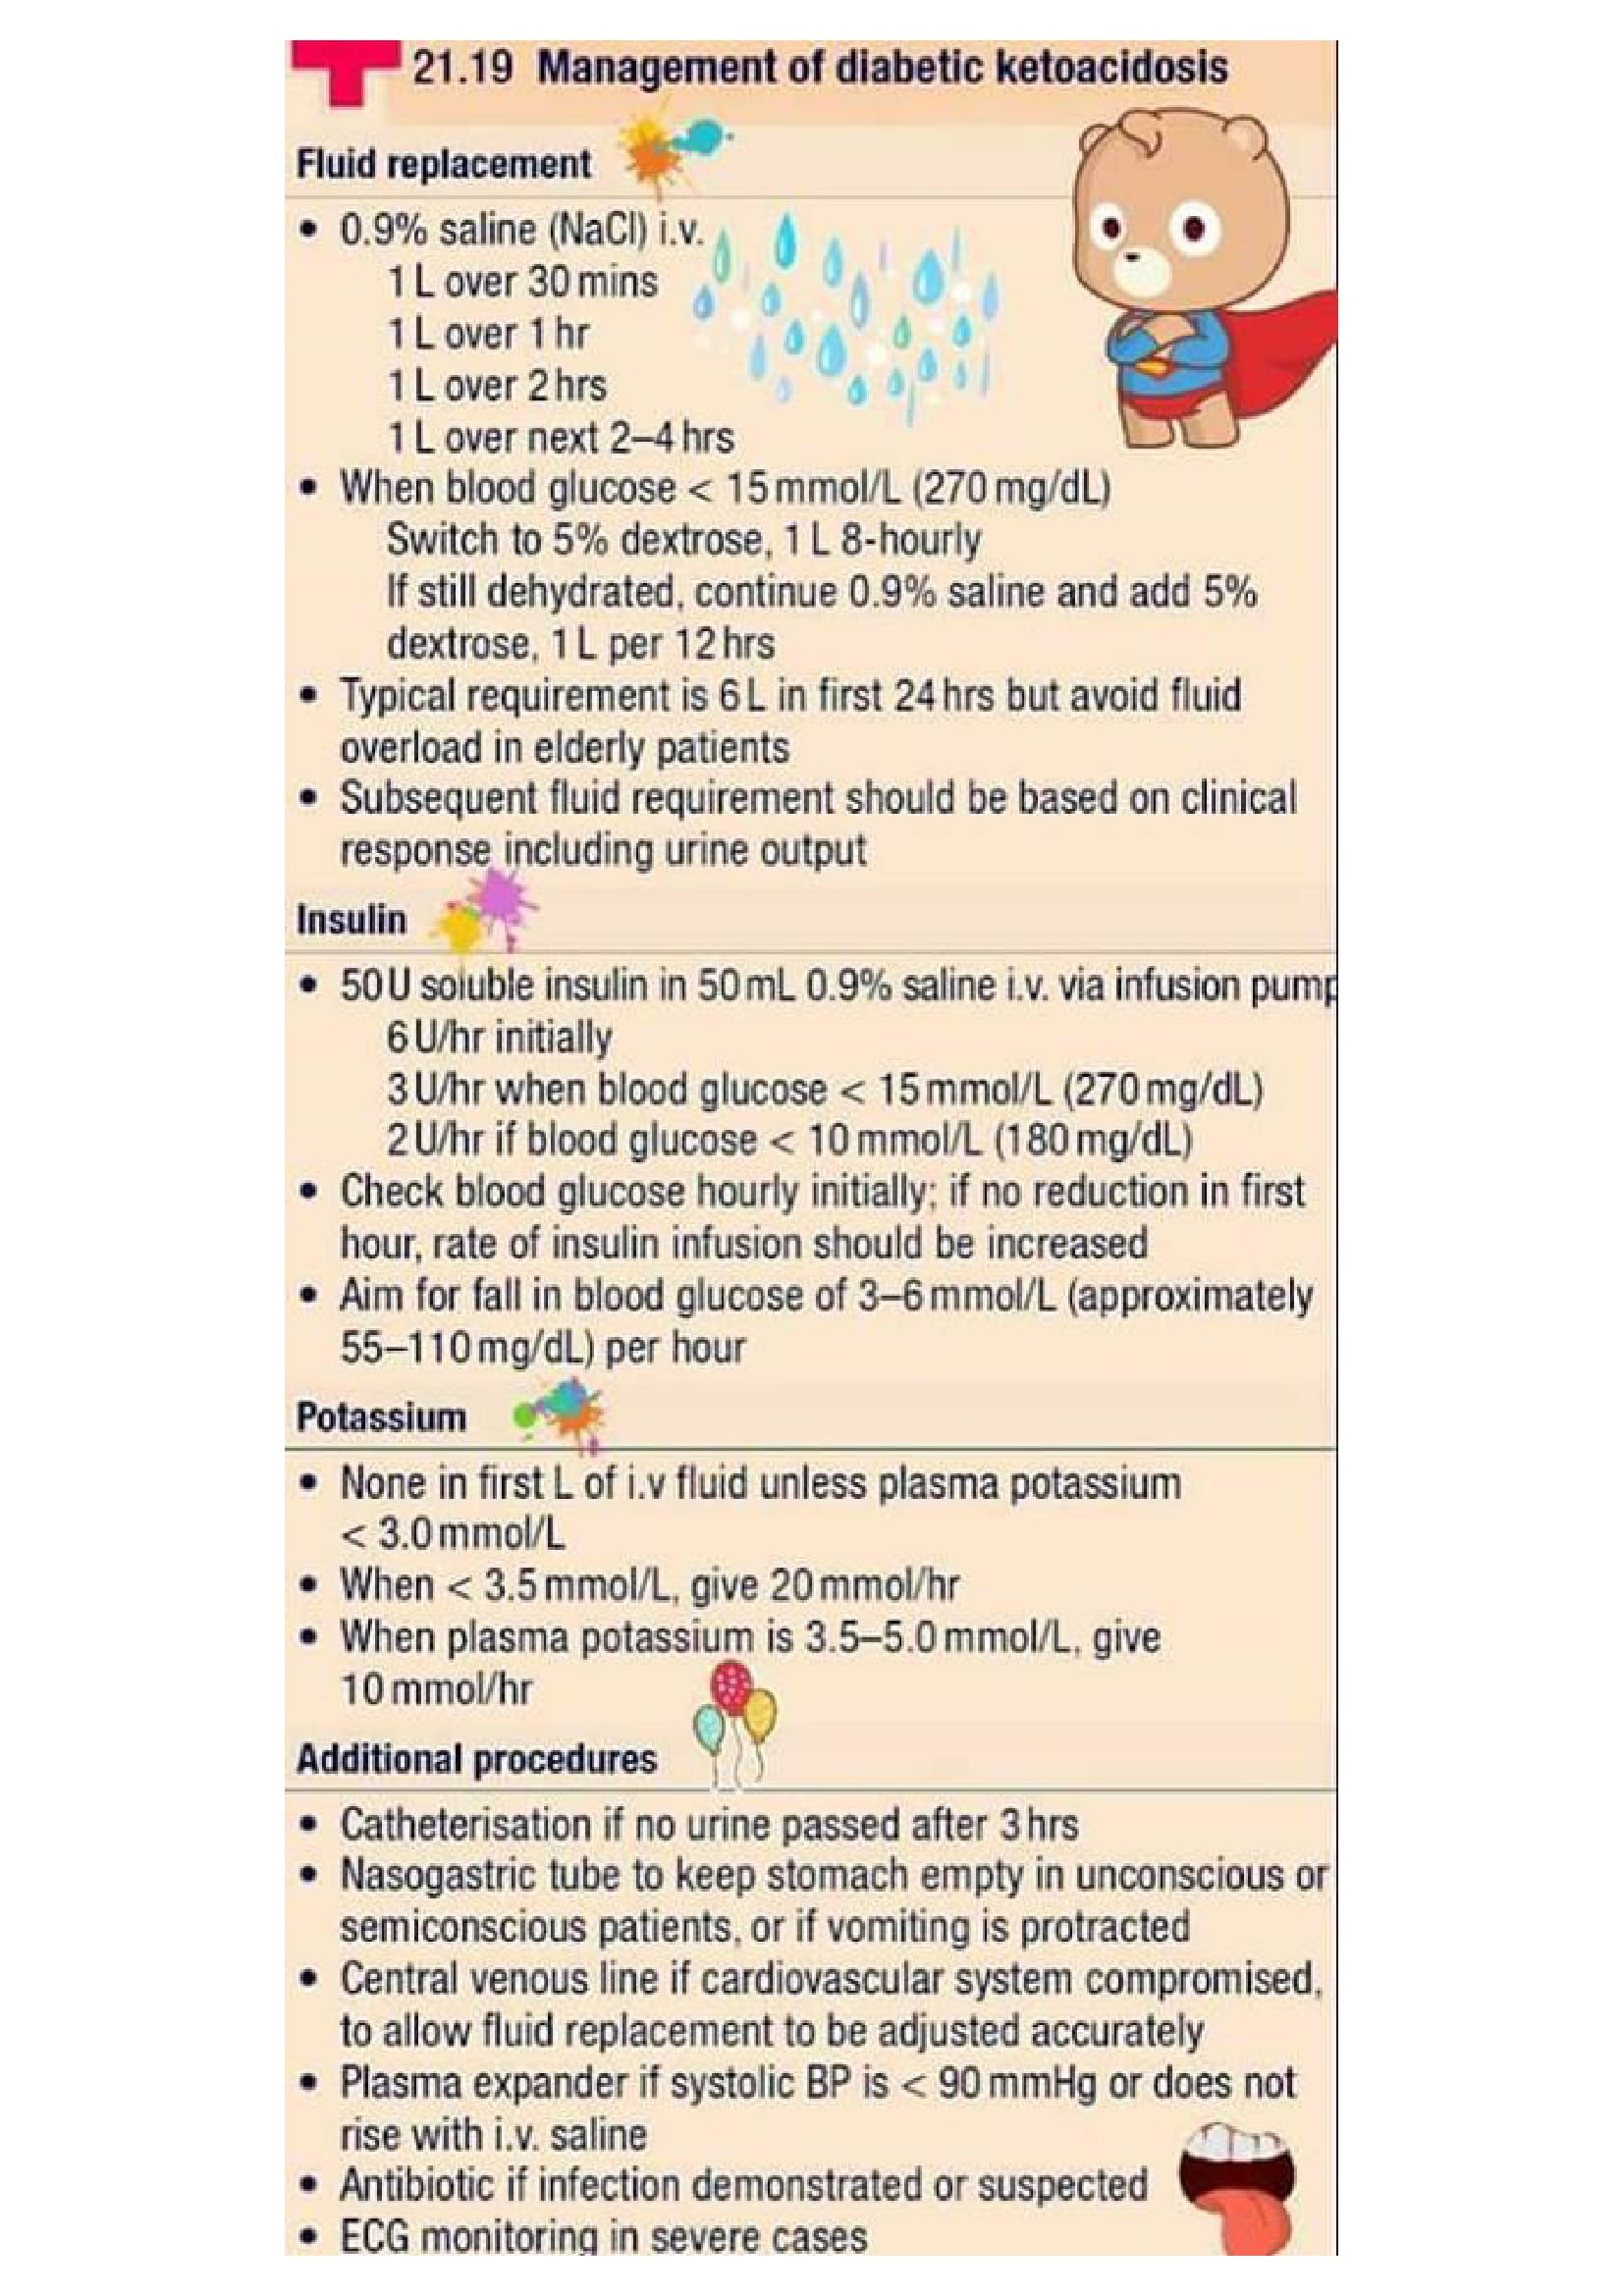 21.19 Management of diabetic ketoacidosis
Fluid replacement
• 0.9% saline (NaCl) i.v.
1 L over 30 mins
1 L over 1 hr
1 L over 2 hrs
1 L over next 2–4 hrs
• When blood glucose < 15 mmol/L (270 mg/dL)
Switch to 5% dextrose, 1 L 8-hourly
If still dehydrated, continue 0.9% saline and add 5%
dextrose, 1 L per 12 hrs
• Typical requirement is 6 L in first 24 hrs but avoid fluid
overload in elderly patients
• Subsequent fluid requirement should be based on clinical
response including urine output
Insulin
• 50 U soluble insulin in 50 mL 0.9% saline i.v. via infusion pump
6 U/hr initially
3 U/hr when blood glucose < 15 mmol/L (270 mg/dL)
2 U/hr if blood glucose < 10 mmol/L (180 mg/dL)
• Check blood glucose hourly initially; if no reduction in first
hour, rate of insulin infusion should be increased
• Aim for fall in blood glucose of 3–6 mmol/L (approximately
55–110 mg/dL) per hour
Potassium
• None in first L of i.v fluid unless plasma potassium
< 3.0 mmol/L
• When < 3.5 mmol/L, give 20 mmol/hr
• When plasma potassium is 3.5–5.0 mmol/L, give
10 mmol/hr
Additional procedures
• Catheterisation if no urine passed after 3 hrs
• Nasogastric tube to keep stomach empty in unconscious or
semiconscious patients, or if vomiting is protracted
• Central venous line if cardiovascular system compromised,
to allow fluid replacement to be adjusted accurately
• Plasma expander if systolic BP is < 90 mmHg or does not
rise with i.v. saline
• Antibiotic if infection demonstrated or suspected
• ECG monitoring in severe cases